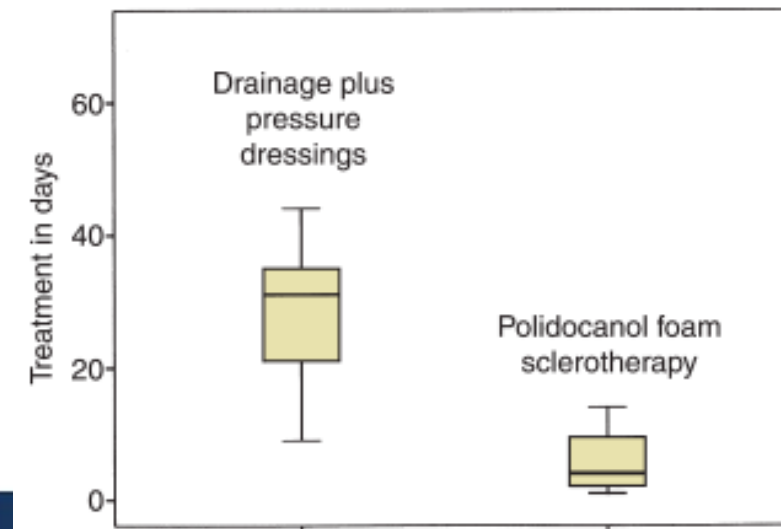 Drainage plus
pressure
dressings
60
40
20
0
Treatment in days
Polidocanol foam
sclerotherapy